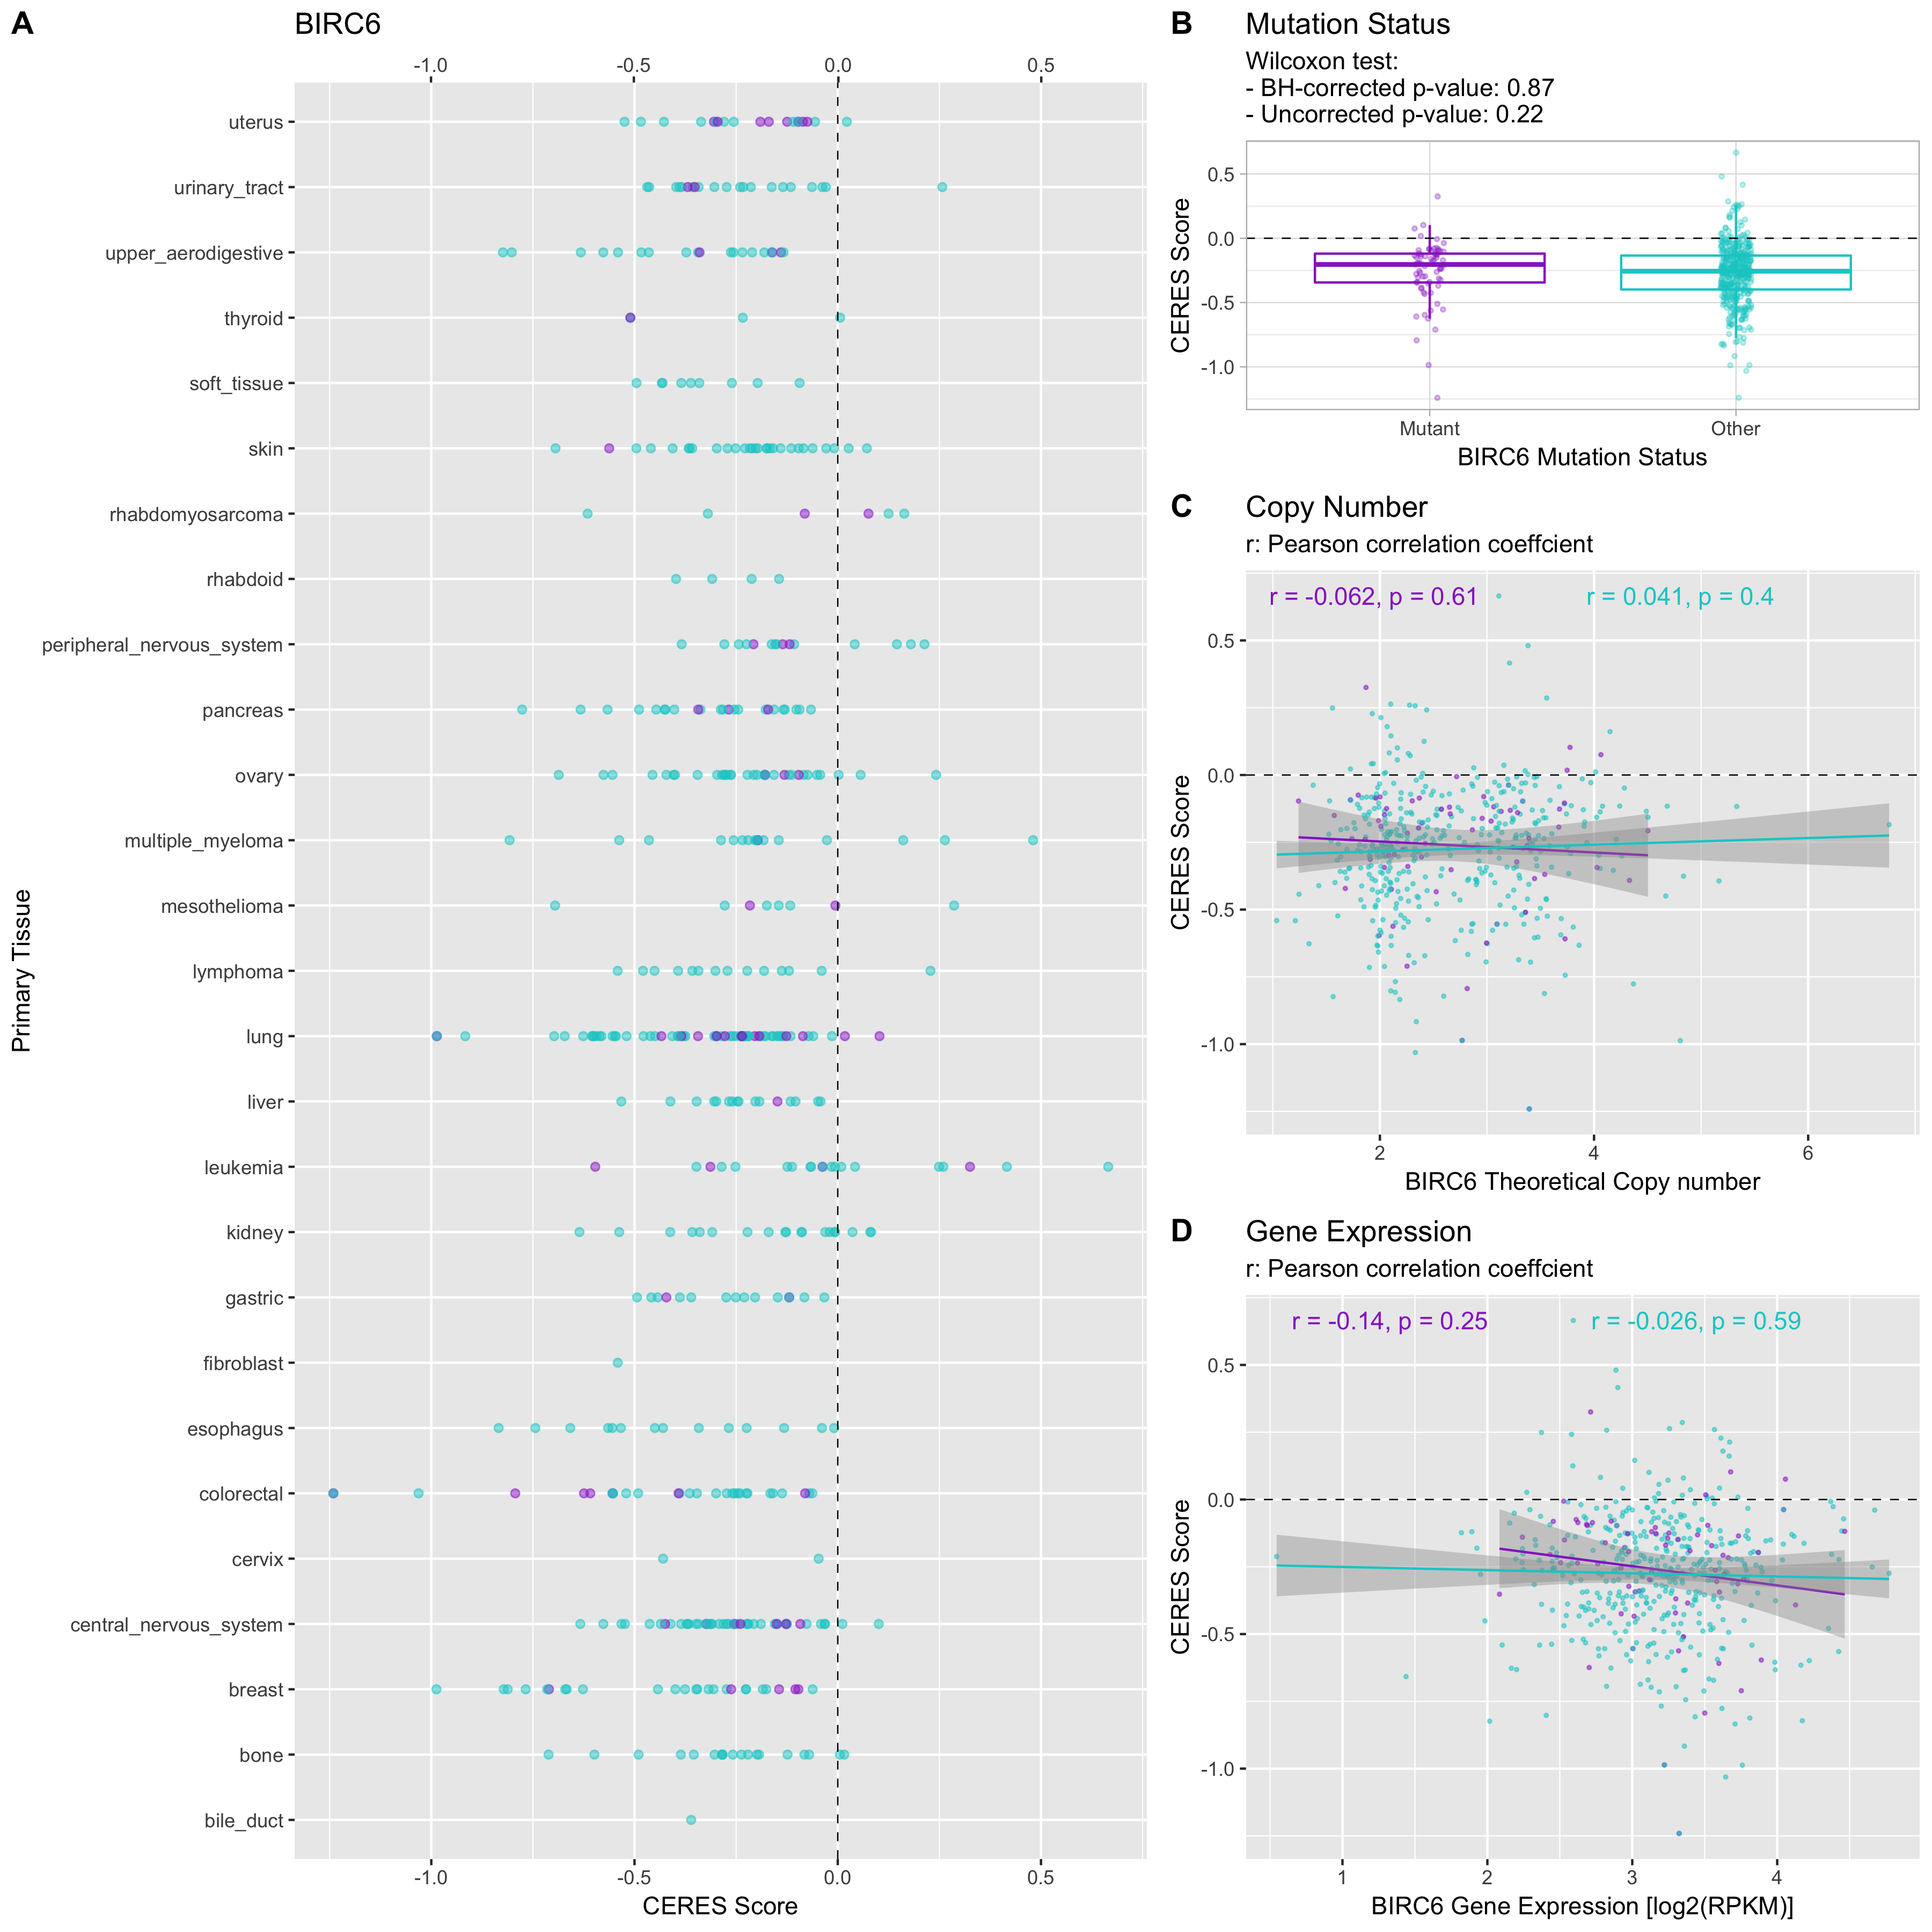 A
BIRC6
-1.0 -0.5 0.0 0.5
Primary Tissue
uterus
urinary_tract
upper_aerodigestive
thyroid
soft_tissue
skin
rhabdomyosarcoma
rhabdoid
peripheral_nervous_system
pancreas
ovary
multiple_myeloma
mesothelioma
lymphoma
lung
liver
leukemia
kidney
gastric
fibroblast
esophagus
colorectal
cervix
central_nervous_system
breast
bone
bile_duct
-1.0 -0.5 0.0 0.5
CERES Score
B
Mutation Status
Wilcoxon test:
- BH-corrected p-value: 0.87
- Uncorrected p-value: 0.22
CERES Score
0.5
0.0
-0.5
-1.0
Mutant Other
BIRC6 Mutation Status
C
Copy Number
r: Pearson correlation coeffcient
r = -0.062, p = 0.61 r = 0.041, p = 0.4
CERES Score
0.5
0.0
-0.5
-1.0
2 4 6
BIRC6 Theoretical Copy number
D
Gene Expression
r: Pearson correlation coeffcient
r = -0.14, p = 0.25 r = -0.026, p = 0.59
CERES Score
0.5
0.0
-0.5
-1.0
1 2 3 4
BIRC6 Gene Expression [log2(RPKM)]